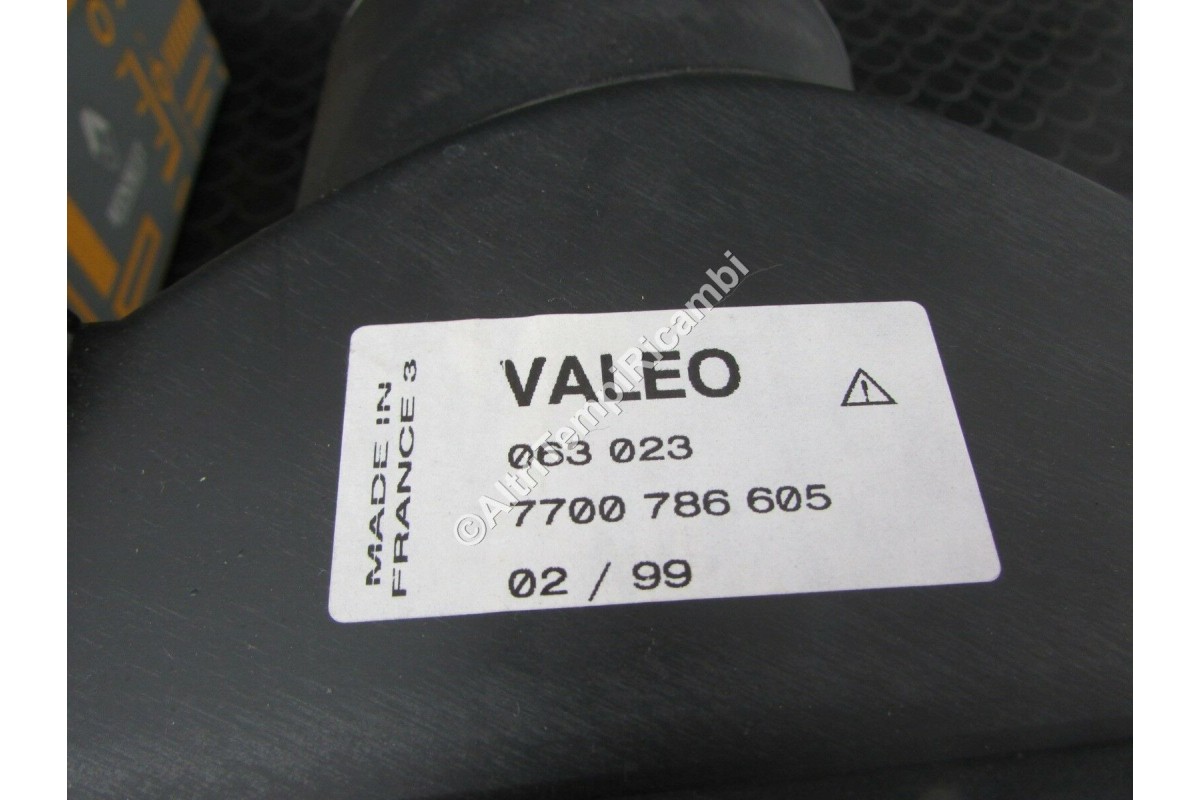 MADE IN
FRANCE 3
VALEO
063 023
7700 786 605
02 / 99
©AltriTempiRicambi